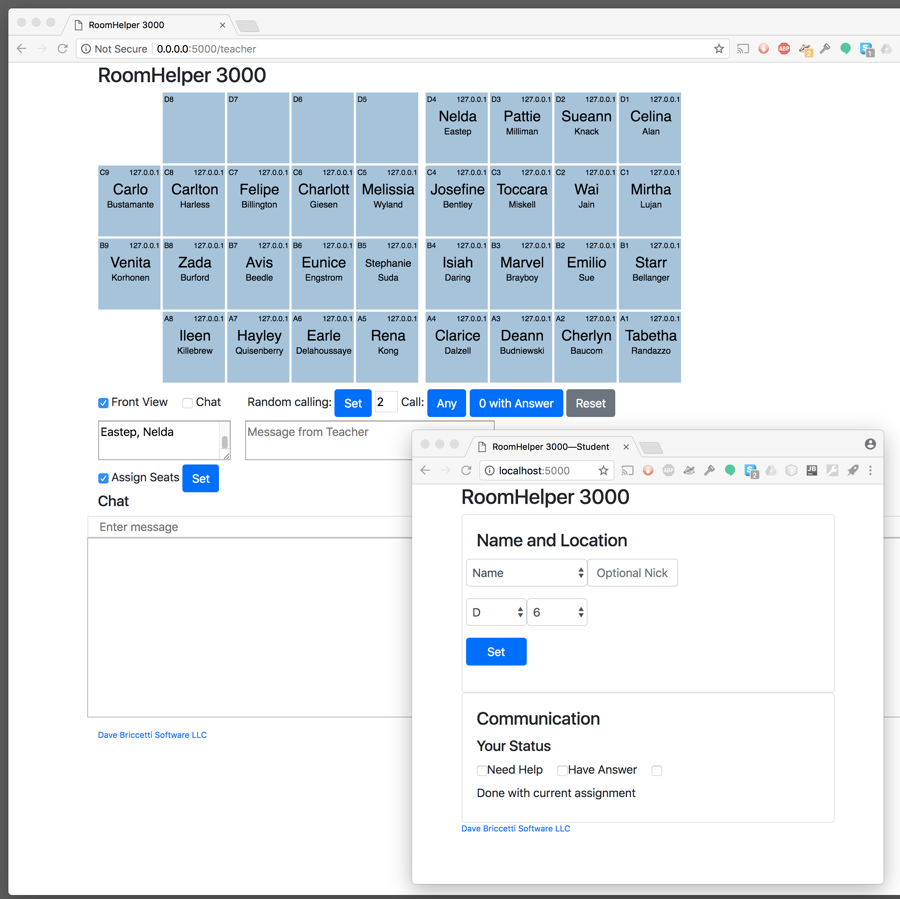 RoomHelper 3000
Not Secure 0.0.0.0:5000/teacher
RoomHelper 3000
D8 D7 D6 D5 D4 127.0.0.1 D3 127.0.0.1 D2 127.0.0.1 D1 127.0.0.1
Nelda Pattie Sueann Celina
Eastep Milliman Knack Alan
C9 127.0.0.1 C8 127.0.0.1 C7 127.0.0.1 C6 127.0.0.1 C5 127.0.0.1 C4 127.0.0.1 C3 127.0.0.1 C2 127.0.0.1 C1 127.0.0.1
Carlo Carlton Felipe Charlott Melissia Josefine Toccara Wai Mirtha
Bustamante Harless Billington Giesen Wyland Bentley Miskell Jain Lujan
B9 127.0.0.1 B8 127.0.0.1 B7 127.0.0.1 B6 127.0.0.1 B5 127.0.0.1 B4 127.0.0.1 B3 127.0.0.1 B2 127.0.0.1 B1 127.0.0.1
Venita Zada Avis Eunice Stephanie Isiah Marvel Emilio Starr
Korhonen Burford Beedle Engstrom Suda Daring Brayboy Sue Bellanger
A8 127.0.0.1 A7 127.0.0.1 A6 127.0.0.1 A5 127.0.0.1 A4 127.0.0.1 A3 127.0.0.1 A2 127.0.0.1 A1 127.0.0.1
Ileen Hayley Earle Rena Clarice Deann Cherlyn Tabetha
Killebrew Quisenberry Delahoussaye Kong Dalzell Budniewski Baucom Randazzo
Front View Chat Random calling: Set 2 Call: Any 0 with Answer Reset
Eastep, Nelda Message from Teacher
Assign Seats Set
Chat
Enter message
Dave Briccetti Software LLC
RoomHelper 3000—Student
localhost:5000
RoomHelper 3000
Name and Location
Name Optional Nick
D 6
Set
Communication
Your Status
Need Help Have Answer
Done with current assignment
Dave Briccetti Software LLC